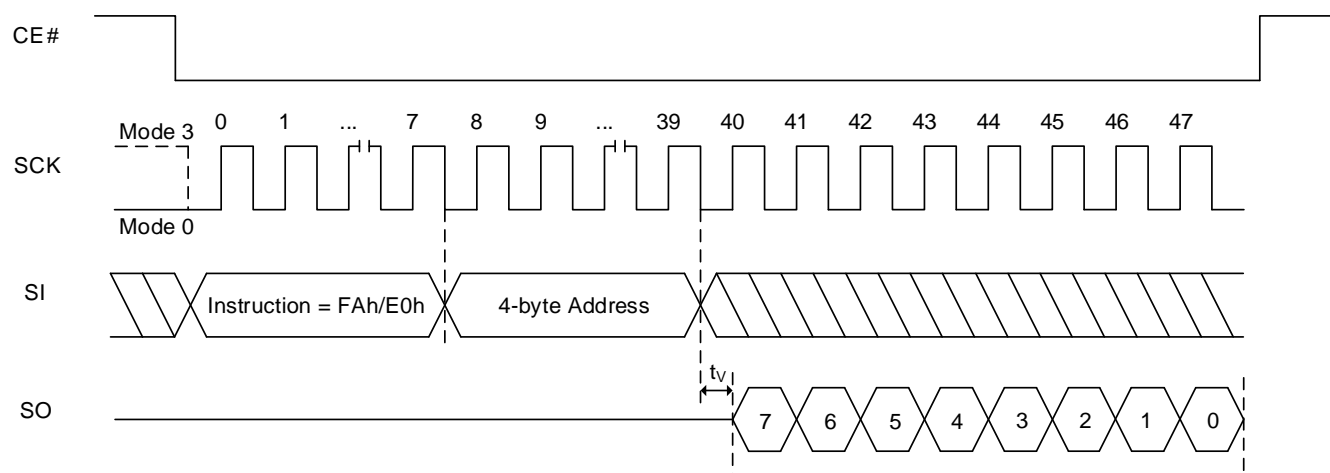 CE#
0 1 ... 7 8 9 ... 39 40 41 42 43 44 45 46 47
Mode 3
SCK
Mode 0
SI
Instruction = FAh/E0h 4-byte Address
tV
SO
7 6 5 4 3 2 1 0